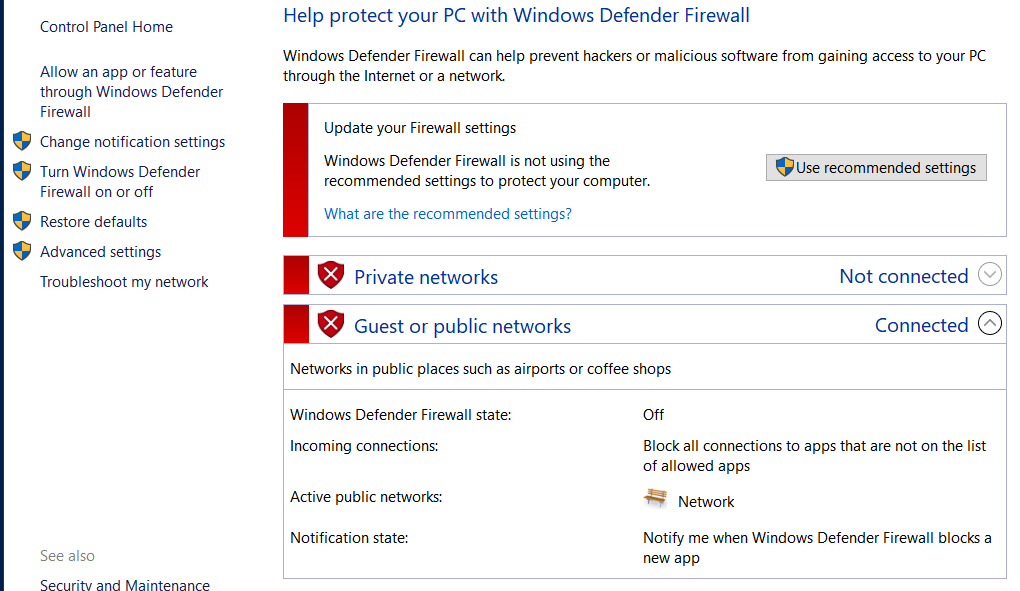 Control Panel Home
Allow an app or feature
through Windows Defender
Firewall
Change notification settings
Turn Windows Defender
Firewall on or off
Restore defaults
Advanced settings
Troubleshoot my network
See also
Security and Maintenance
Help protect your PC with Windows Defender Firewall
Windows Defender Firewall can help prevent hackers or malicious software from gaining access to your PC
through the Internet or a network.
Update your Firewall settings
Windows Defender Firewall is not using the
recommended settings to protect your computer.
Use recommended settings
What are the recommended settings?
Private networks Not connected
Guest or public networks Connected
Networks in public places such as airports or coffee shops
Windows Defender Firewall state: Off
Incoming connections: Block all connections to apps that are not on the list
of allowed apps
Active public networks: Network
Notification state: Notify me when Windows Defender Firewall blocks a
new app